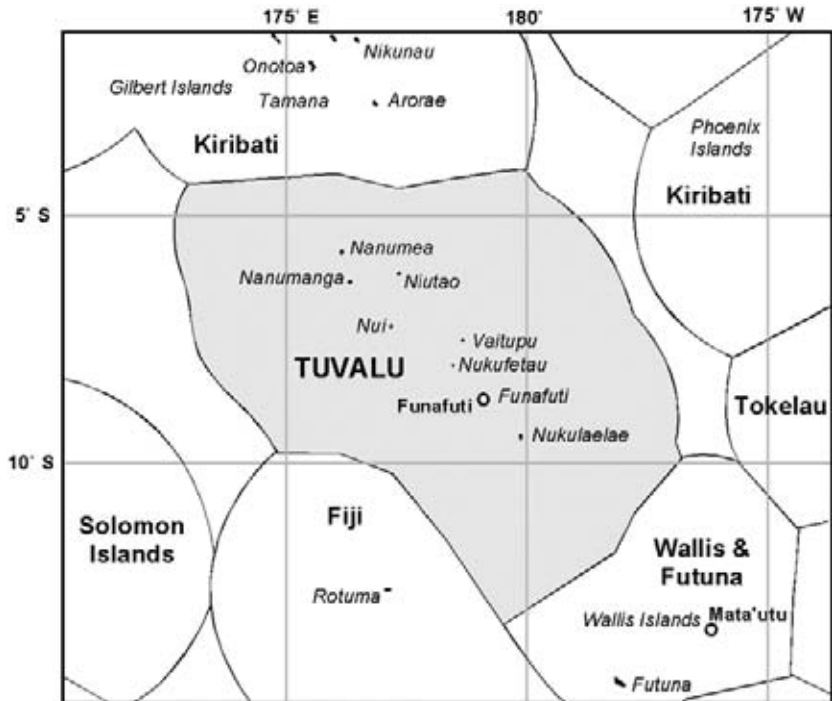 175° E
180°
175° W
Nikunau
Onotoa
Gilbert Islands
Tamana
Arorae
Phoenix
Islands
Kiribati
Kiribati
5° S
Nanumea
Nanumanga
Niutao
Nui
Vaitupu
TUVALU
Nukufetau
Funafuti
Funafuti
Tokelau
Nukulaelae
10° S
Solomon
Islands
Fiji
Wallis &
Futuna
Rotuma
Wallis Islands
Mata'utu
Futuna